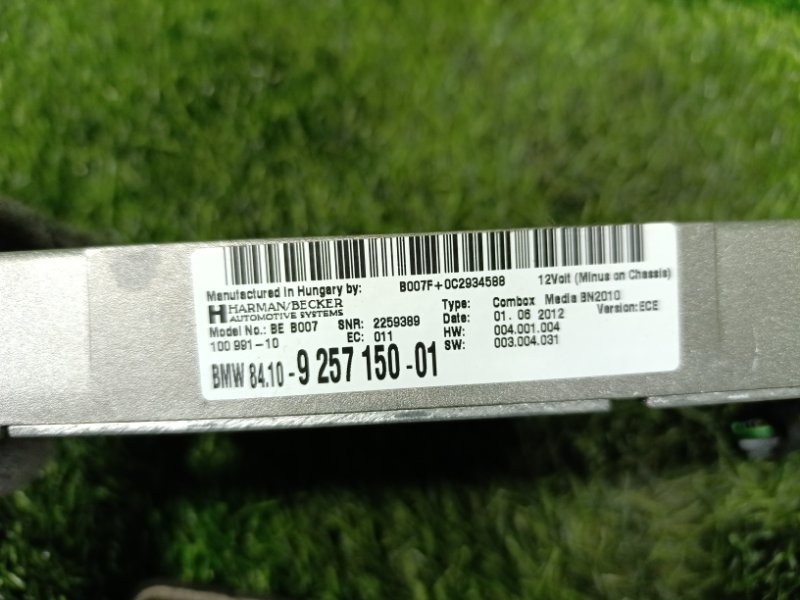 B007F+0C2934588
12Volt (Minus on Chassis)
Manufactured in Hungary by:
HARMAN/BECKER
AUTOMOTIVE SYSTEMS
Type: Combox Media BN2010
Date: 01. 06 2012 Version:ECE
Model No.: BE B007 SNR: 2259389 HW: 004.001.004
100 991-10 EC: 011 SW: 003.004.031
BMW 84.10-9 257 150-01